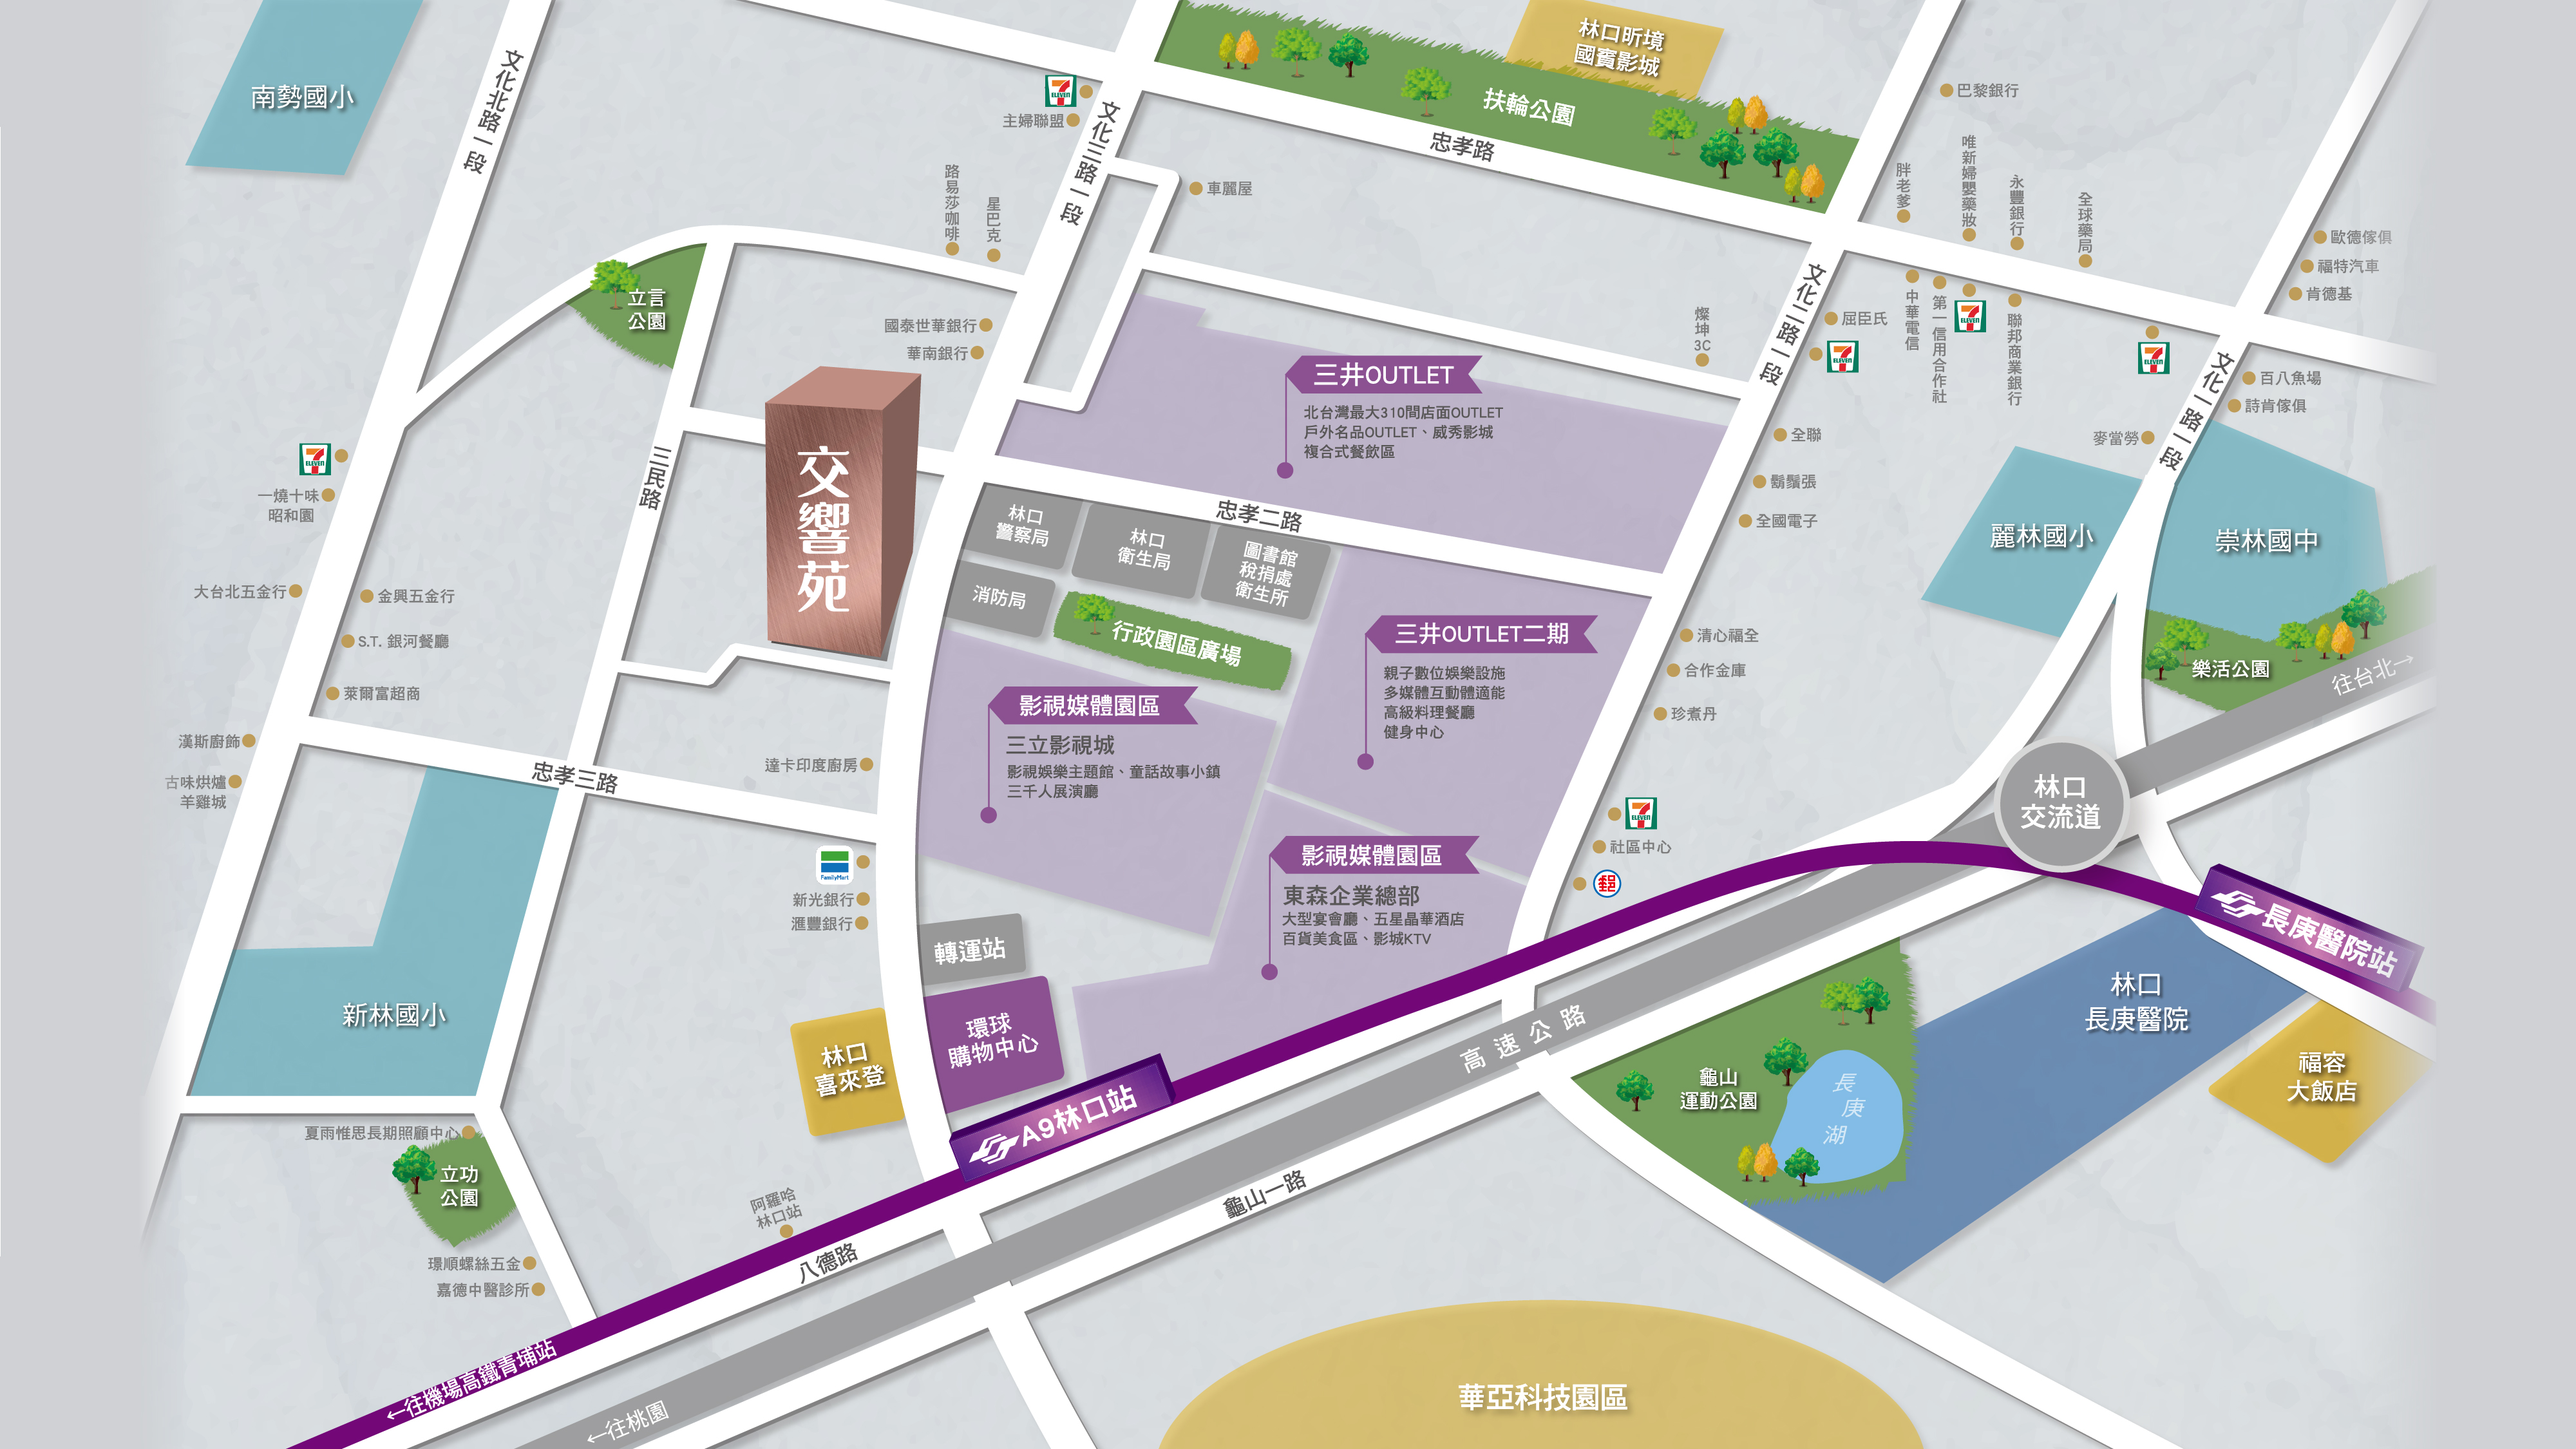 南勢國小
文化北路一段
7
ELEVEN
主婦聯盟
文化三路一段
林口昕境
國賓影城
扶輪公園
忠孝路
巴黎銀行
路易莎咖啡
星巴克
車麗屋
胖老爹
唯新婦嬰藥妝
永豐銀行
全球藥局
歐德傢俱
福特汽車
肯德基
立言
公園
國泰世華銀行
華南銀行
燦坤3C
文化二路一段
屈臣氏
7
ELEVEN
中華電信
第一信用合作社
7
ELEVEN
聯邦商業銀行
7
ELEVEN
文化一路一段
百八魚場
詩肯傢俱
麥當勞
三井OUTLET
北台灣最大310間店面OUTLET
戶外名品OUTLET、威秀影城
複合式餐飲區
全聯
鬍鬚張
全國電子
7
ELEVEN
一燒十味
昭和園
三民路
交響苑
忠孝二路
林口
警察局
林口
衛生局
圖書館
稅捐處
衛生所
消防局
行政園區廣場
麗林國小
崇林國中
樂活公園
往台北→
大台北五金行
金興五金行
S.T. 銀河餐廳
萊爾富超商
三井OUTLET二期
親子數位娛樂設施
多媒體互動體適能
高級料理餐廳
健身中心
清心福全
合作金庫
珍煮丹
影視媒體園區
三立影視城
影視娛樂主題館、童話故事小鎮
三千人展演廳
漢斯廚飾
古味烘爐
羊雞城
忠孝三路
達卡印度廚房
林口
交流道
7
ELEVEN
社區中心
郵
影視媒體園區
東森企業總部
大型宴會廳、五星晶華酒店
百貨美食區、影城KTV
FamilyMart
新光銀行
滙豐銀行
轉運站
環球
購物中心
林口
喜來登
A9林口站
長庚醫院站
林口
長庚醫院
福容
大飯店
新林國小
高速公路
龜山
運動公園
長庚湖
夏雨惟思長期照顧中心
立功
公園
阿羅哈
林口站
八德路
龜山一路
璟順螺絲五金
嘉德中醫診所
←往機場高鐵青埔站
←往桃園
華亞科技園區